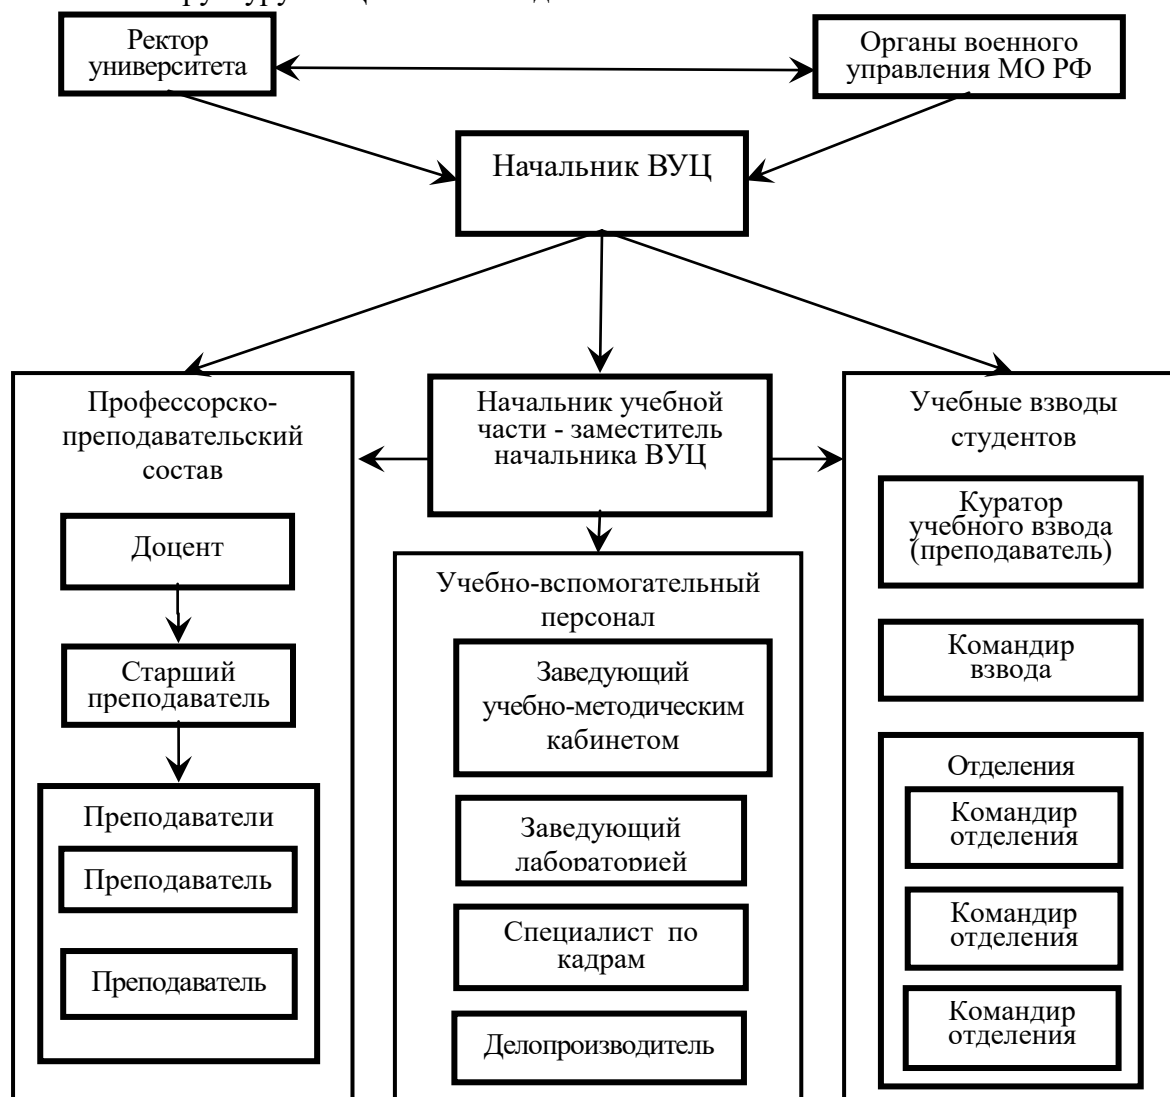 Ректор
университета
Органы военного
управления МО РФ
Начальник ВУЦ
Профессорско-
преподавательский
состав
Доцент
Старший
преподаватель
Преподаватели
Преподаватель
Преподаватель
Начальник учебной
части - заместитель
начальника ВУЦ
Учебно-вспомогательный
персонал
Заведующий
учебно-методическим
кабинетом
Заведующий
лабораторией
Специалист по
кадрам
Делопроизводитель
Учебные взводы
студентов
Куратор
учебного взвода
(преподаватель)
Командир
взвода
Отделения
Командир
отделения
Командир
отделения
Командир
отделения